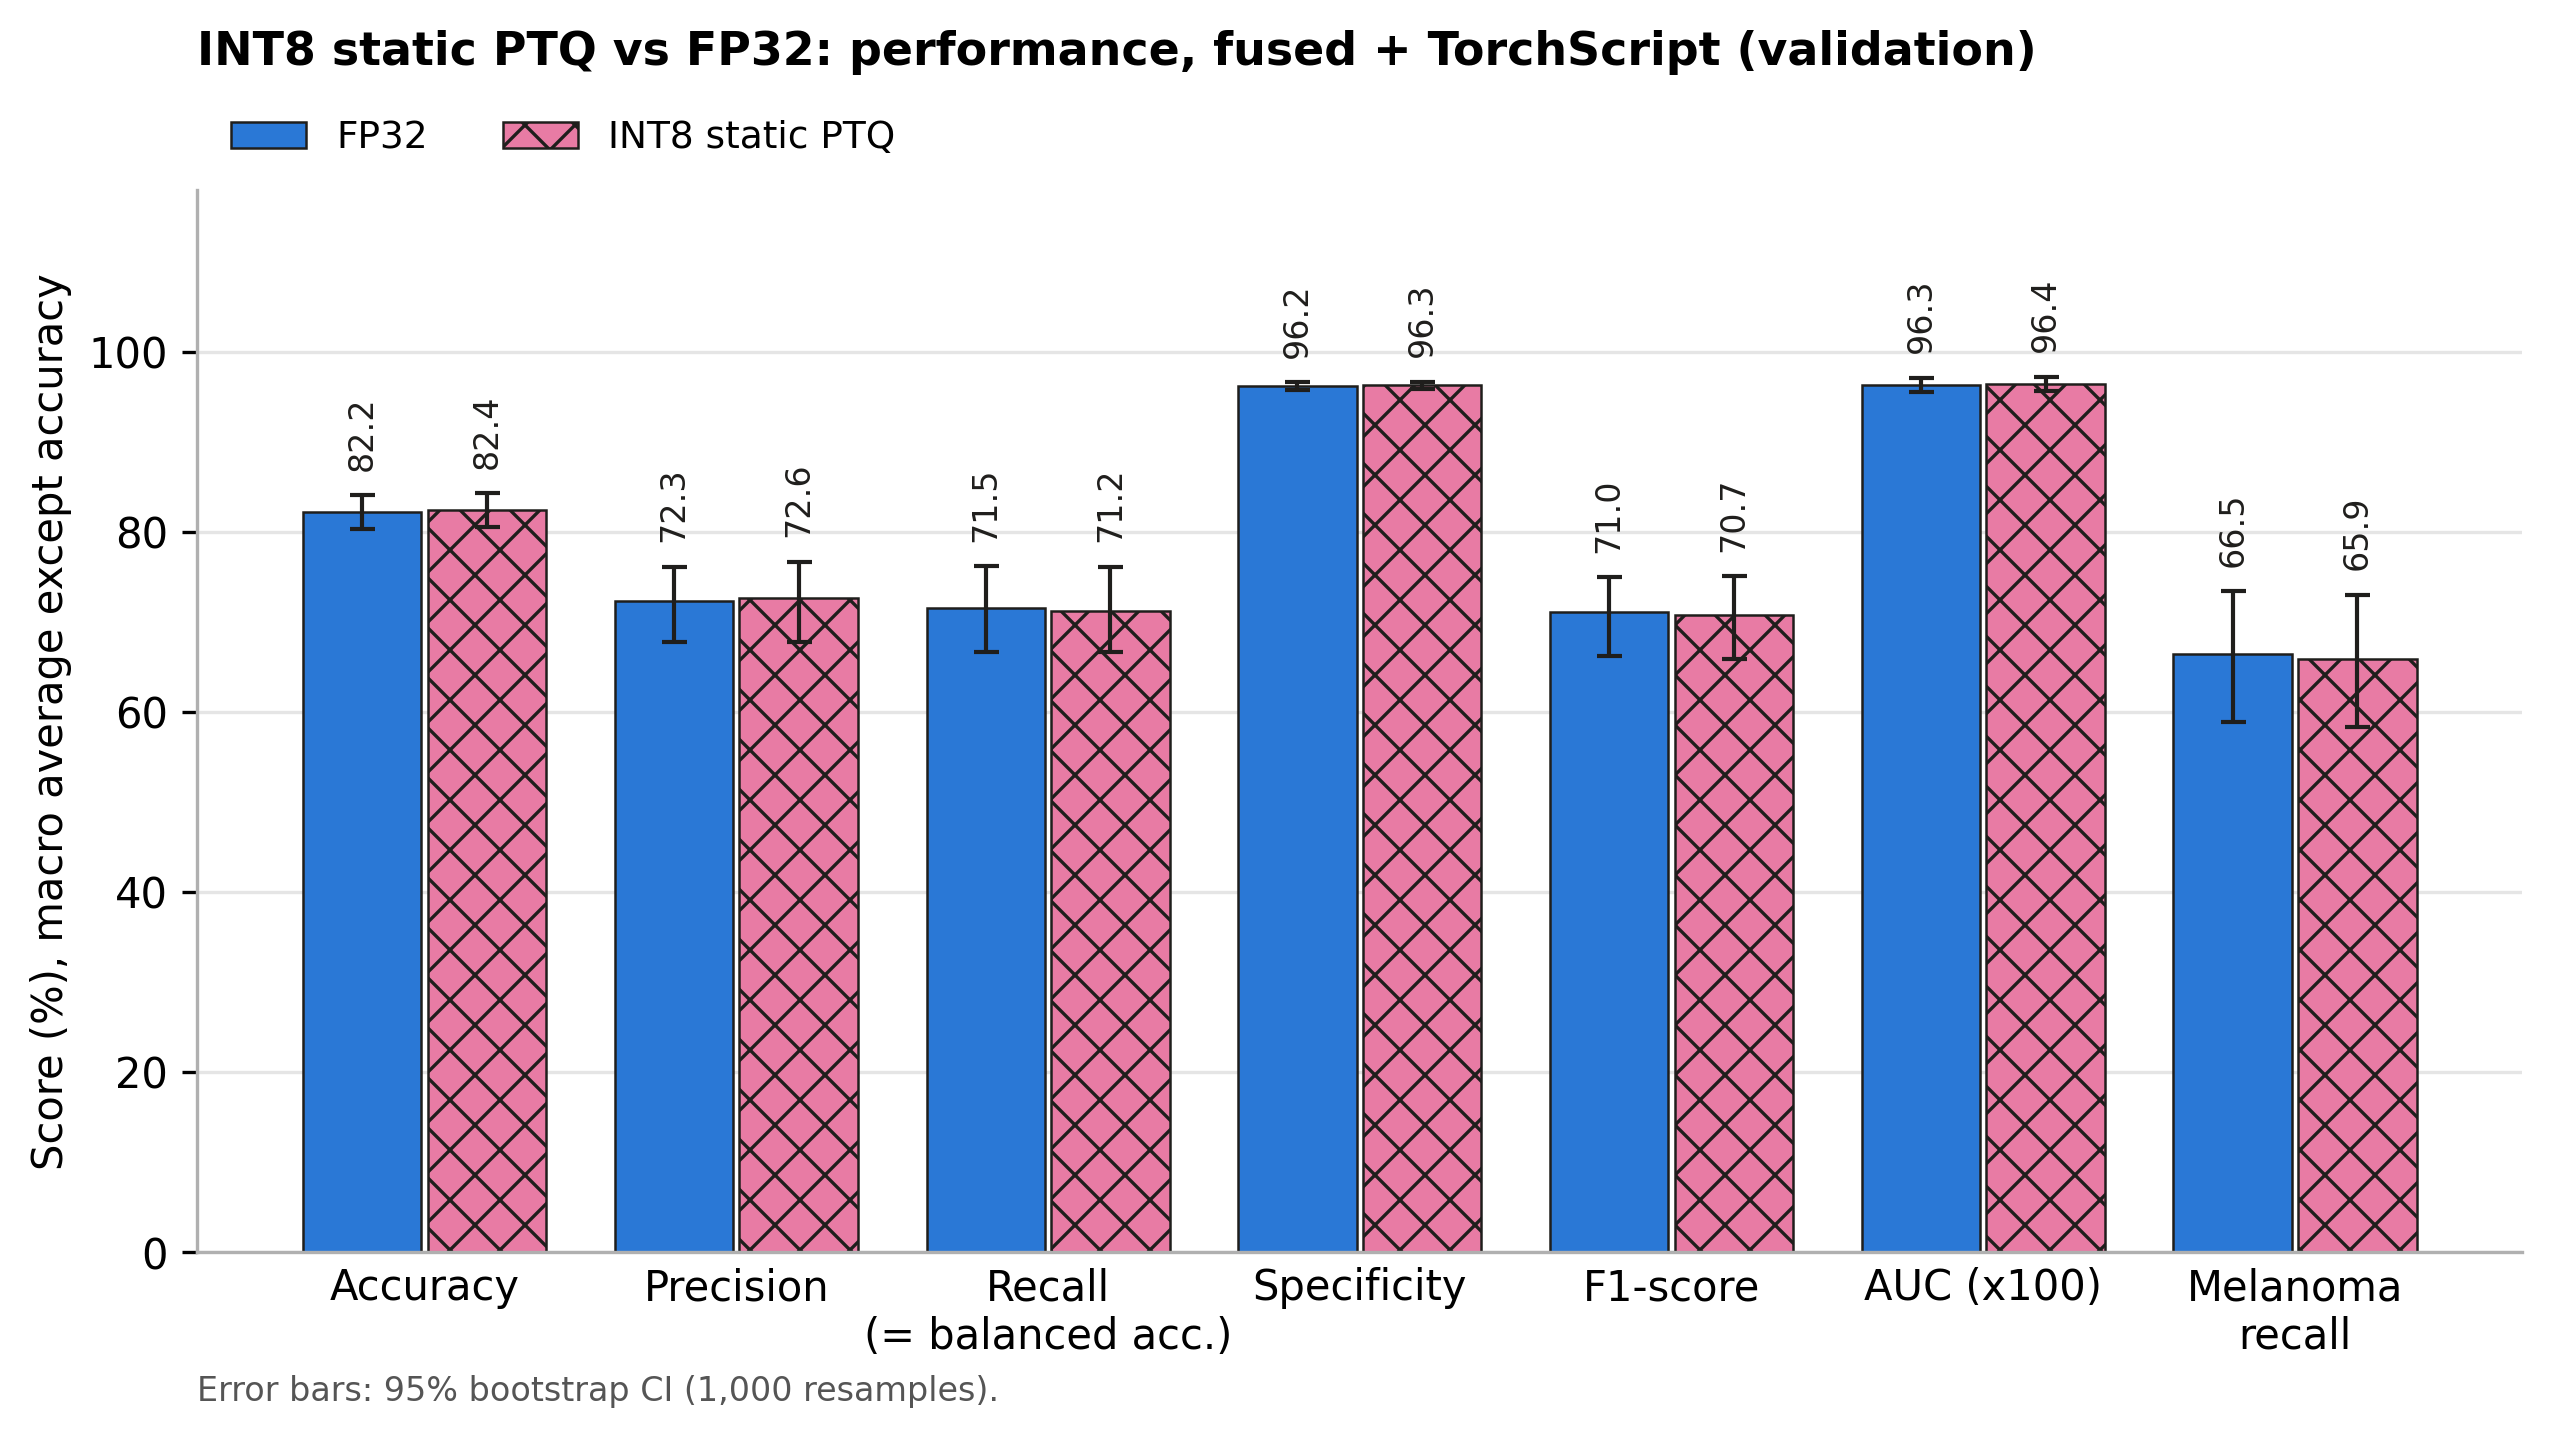 INT8 static PTQ vs FP32: performance, fused + TorchScript (validation)
FP32
INT8 static PTQ
Score (%), macro average except accuracy
100
80
60
40
20
0
82.2
82.4
72.3
72.6
71.5
71.2
96.2
96.3
71.0
70.7
96.3
96.4
66.5
65.9
Accuracy
Precision
Recall
(= balanced acc.)
Specificity
F1-score
AUC (x100)
Melanoma
recall
Error bars: 95% bootstrap CI (1,000 resamples).